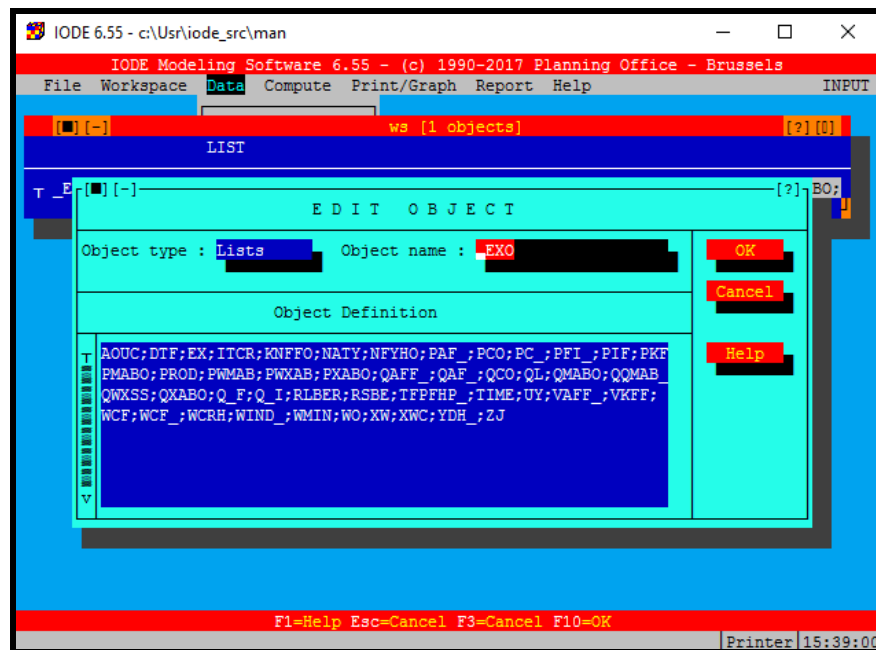 IODE 6.55 - c:\Usr\iode_src\man
IODE Modeling Software 6.55 - (c) 1990-2017 Planning Office - Brussels
File Workspace Data Compute Print/Graph Report Help INPUT
[■][-] ws [1 objects] [?][▯]
LIST
_E BO;
[■][-] [?]
EDIT OBJECT
Object type : Lists Object name : _EXO OK
Cancel
Object Definition
AOUC;DTF;EX;ITCR;KNFFO;NATY;NFYHO;PAF_;PCO;PC_;PFI_;PIF;PKF Help
PMABO;PROD;PWMAB;PWXAB;PXABO;QAFF_;QAF_;QCO;QL;QMABO;QQMAB_
QWXSS;QXABO;Q_F;Q_I;RLBER;RSBE;TFPFHP_;TIME;UY;VAFF_;VKFF;
WCF;WCF_;WCRH;WIND_;WMIN;WO;XW;XWC;YDH_;ZJ
F1=Help Esc=Cancel F3=Cancel F10=OK
Printer 15:39:00